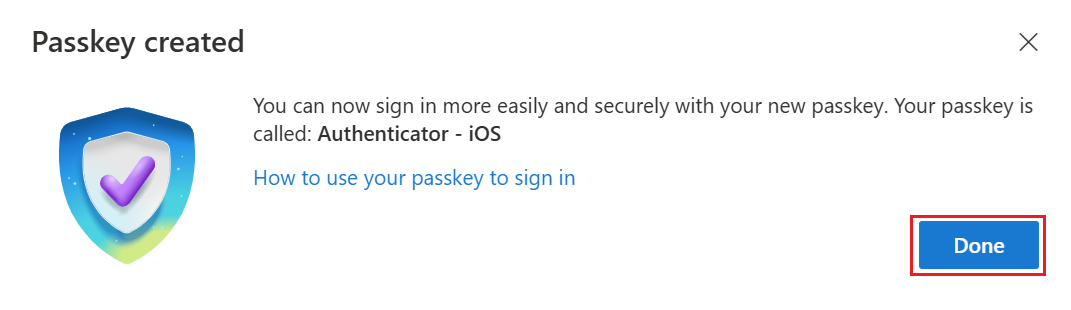 Passkey created
You can now sign in more easily and securely with your new passkey. Your passkey is
called: Authenticator - iOS
How to use your passkey to sign in
Done